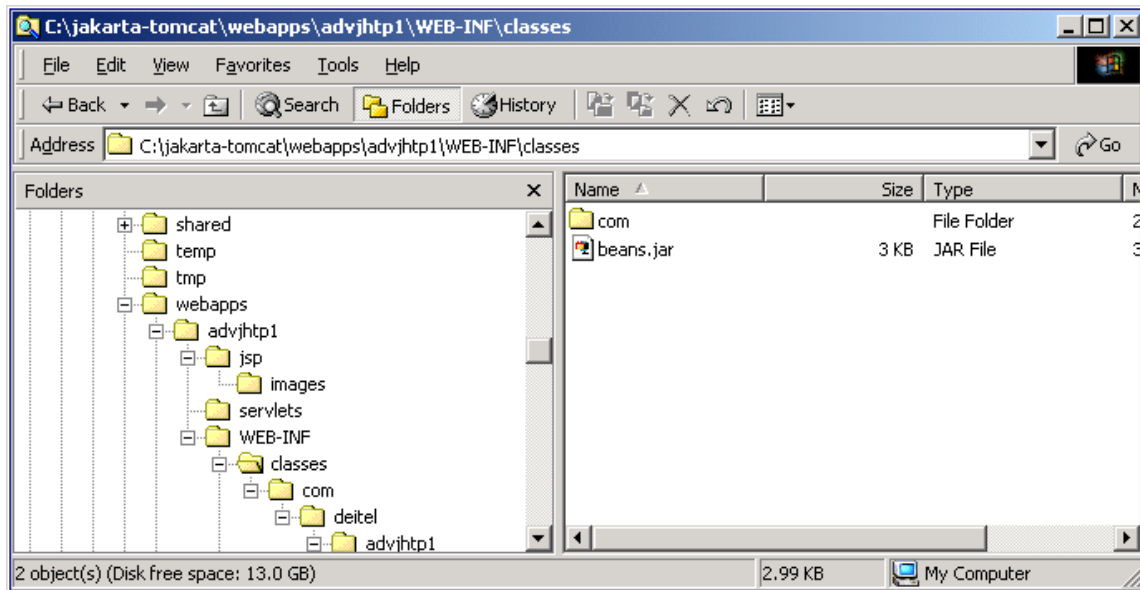 C:\jakarta-tomcat\webapps\advjhtp1\WEB-INF\classes
File Edit View Favorites Tools Help
Back Search Folders History
Address C:\jakarta-tomcat\webapps\advjhtp1\WEB-INF\classes Go
Folders Name Size Type
shared
temp
tmp
webapps
advjhtp1
jsp
images
servlets
WEB-INF
classes
com
deitel
advjhtp1
com File Folder
beans.jar 3 KB JAR File
2 object(s) (Disk free space: 13.0 GB) 2.99 KB My Computer